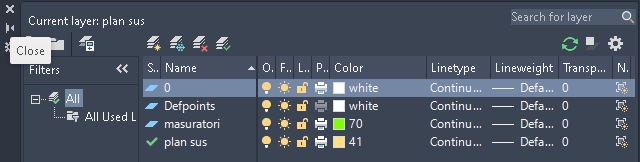 Current layer: plan sus
Search for layer
Close
Filters
S.. Name O. F.. L.. P.. Color Linetype Lineweight Transp... N.
All
All Used L
0 white Continu... Defa... 0
Defpoints white Continu... Defa... 0
masuratori 70 Continu... Defa... 0
plan sus 41 Continu... Defa... 0